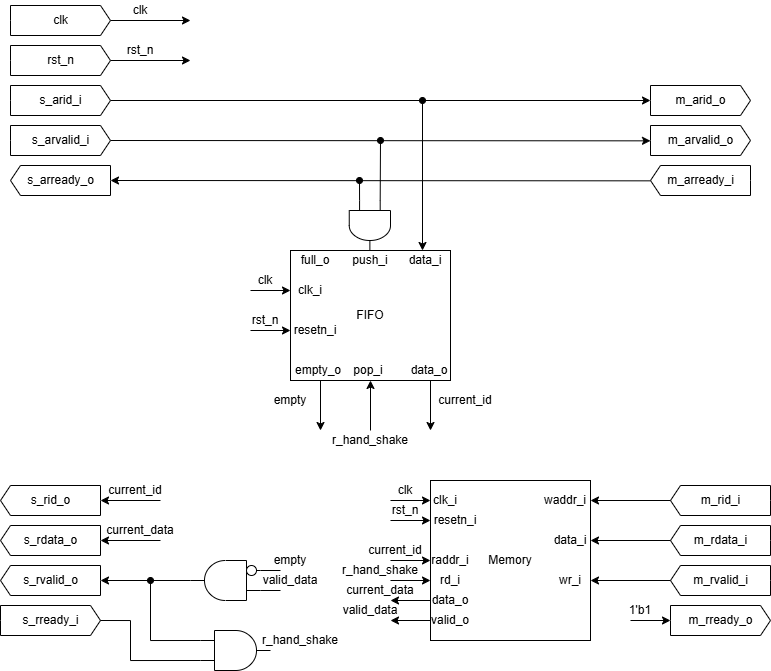 clk clk
rst_n rst_n
s_arid_i m_arid_o
s_arvalid_i m_arvalid_o
s_arready_o m_arready_i
full_o push_i data_i
clk clk_i
FIFO
rst_n resetn_i
empty_o pop_i data_o
empty current_id
r_hand_shake
s_rid_o current_id clk clk_i waddr_i m_rid_i
rst_n resetn_i
s_rdata_o current_data data_i m_rdata_i
current_id raddr_i Memory
s_rvalid_o empty r_hand_shake rd_i wr_i m_rvalid_i
valid_data current_data data_o
s_rready_i valid_data valid_o 1'b1 m_rready_o
r_hand_shake